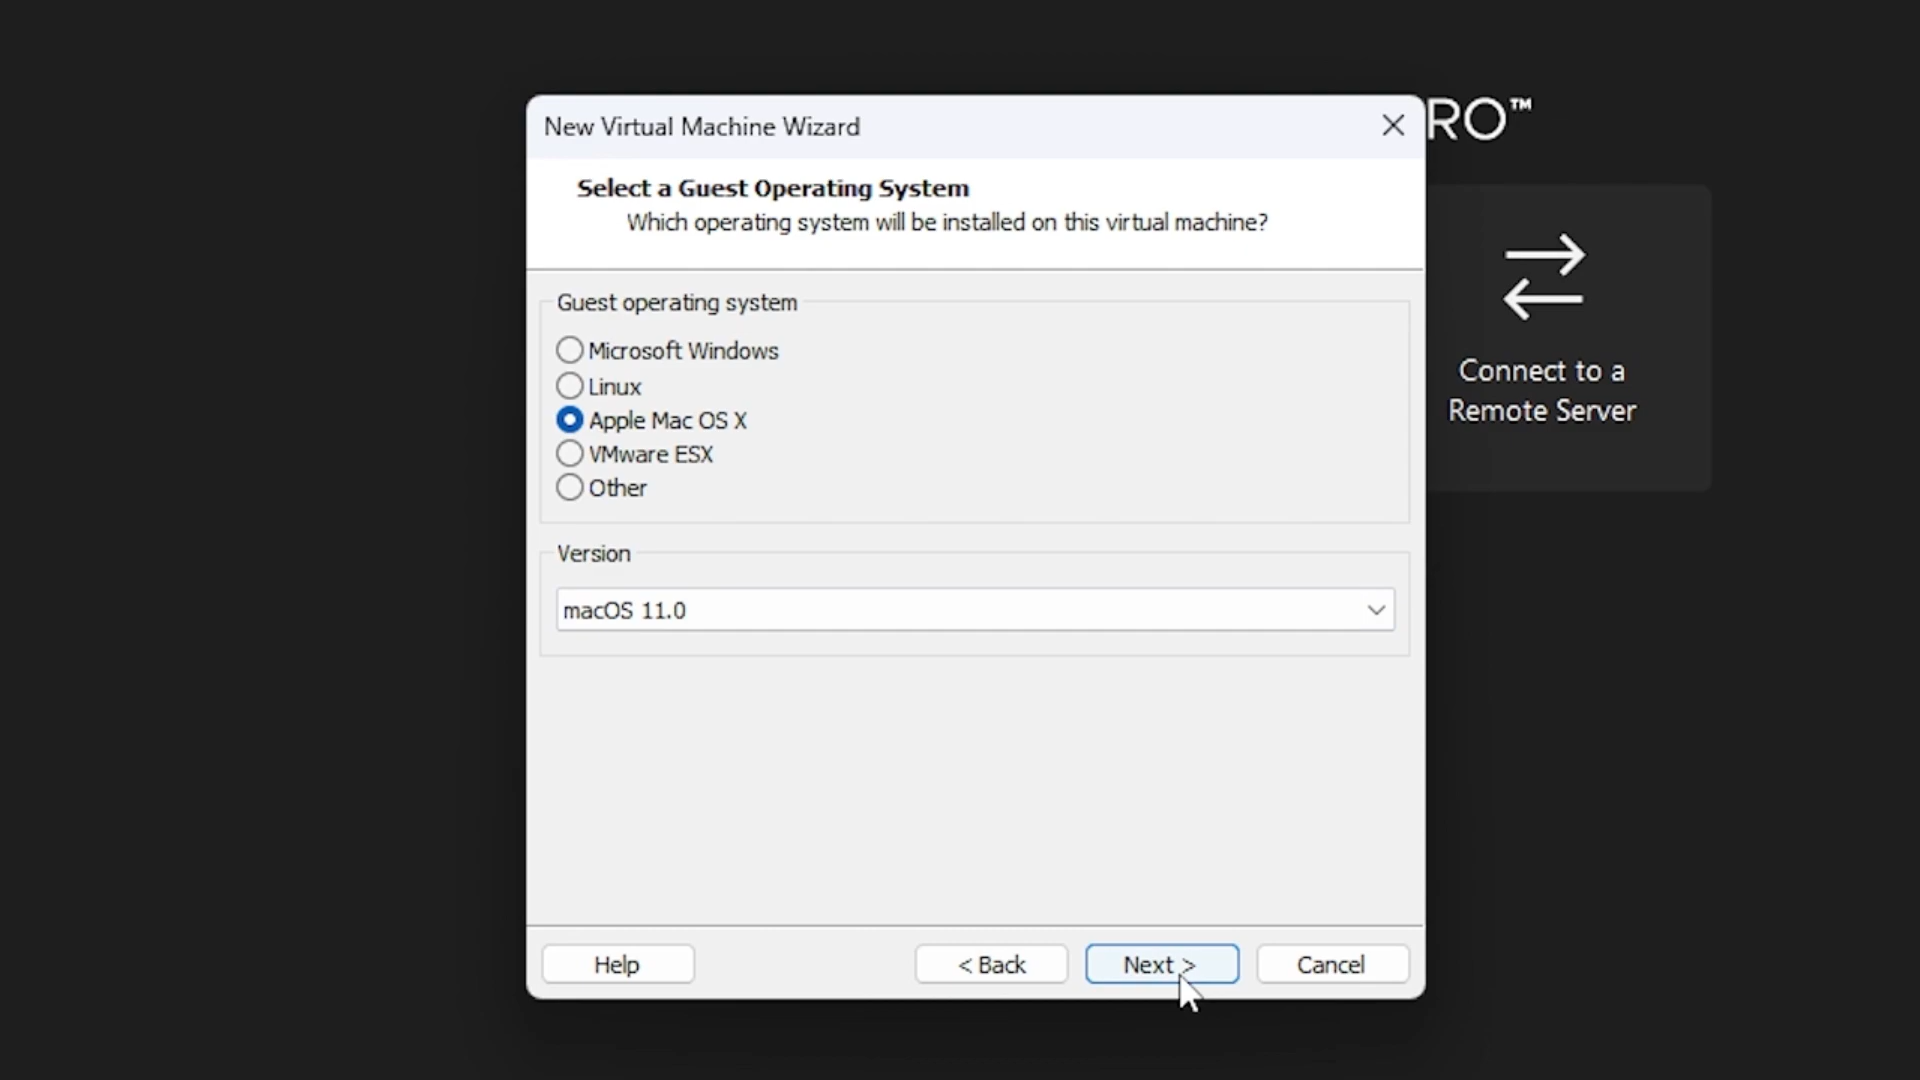 New Virtual Machine Wizard
RO™
Select a Guest Operating System
Which operating system will be installed on this virtual machine?
Guest operating system
Microsoft Windows
Linux
Apple Mac OS X
VMware ESX
Other
Connect to a
Remote Server
Version
macOS 11.0
Help
< Back
Next >
Cancel